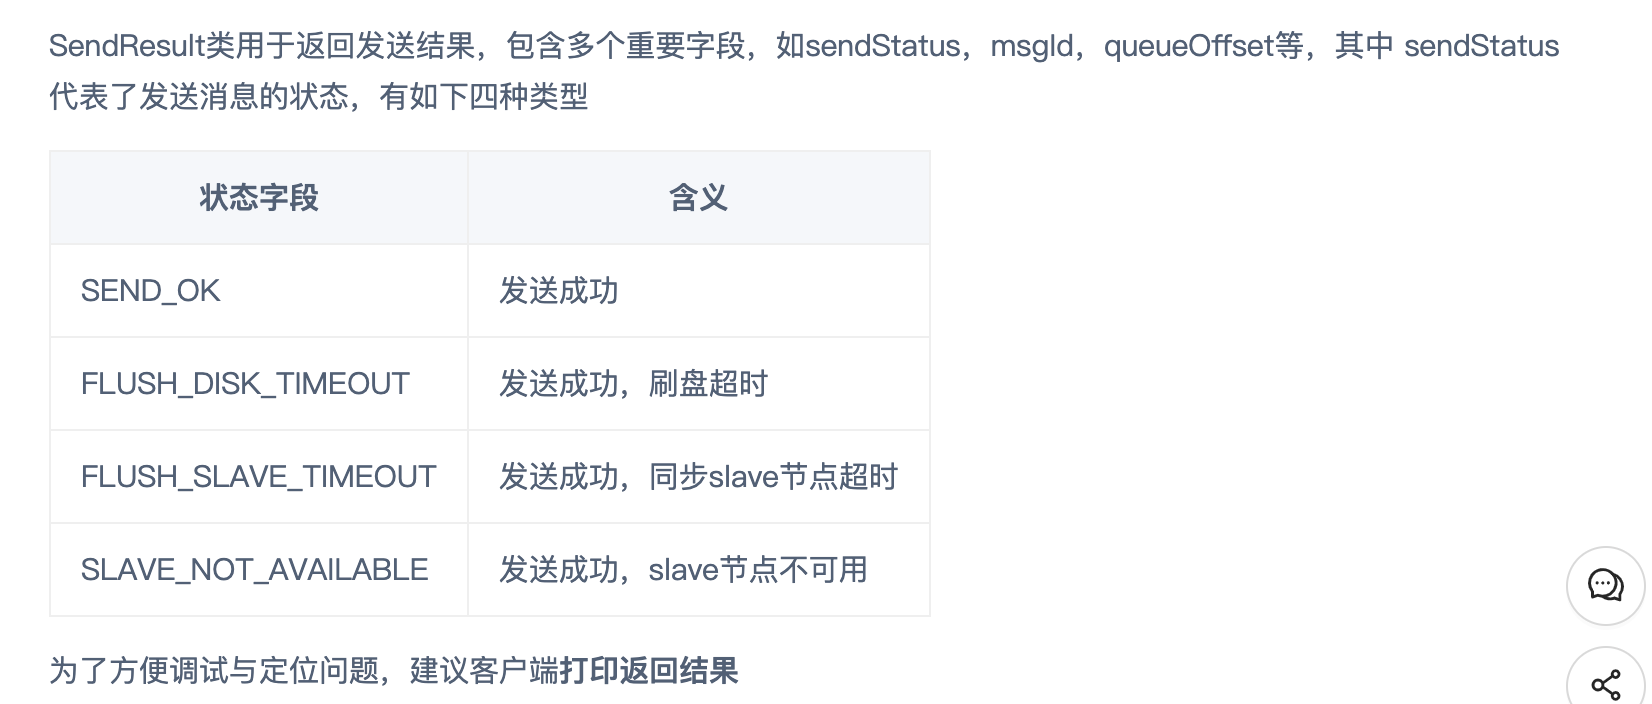 SendResult类用于返回发送结果，包含多个重要字段，如sendStatus，msgId，queueOffset等，其中 sendStatus
代表了发送消息的状态，有如下四种类型
状态字段 含义
SEND_OK 发送成功
FLUSH_DISK_TIMEOUT 发送成功，刷盘超时
FLUSH_SLAVE_TIMEOUT 发送成功，同步slave节点超时
SLAVE_NOT_AVAILABLE 发送成功，slave节点不可用
为了方便调试与定位问题，建议客户端打印返回结果